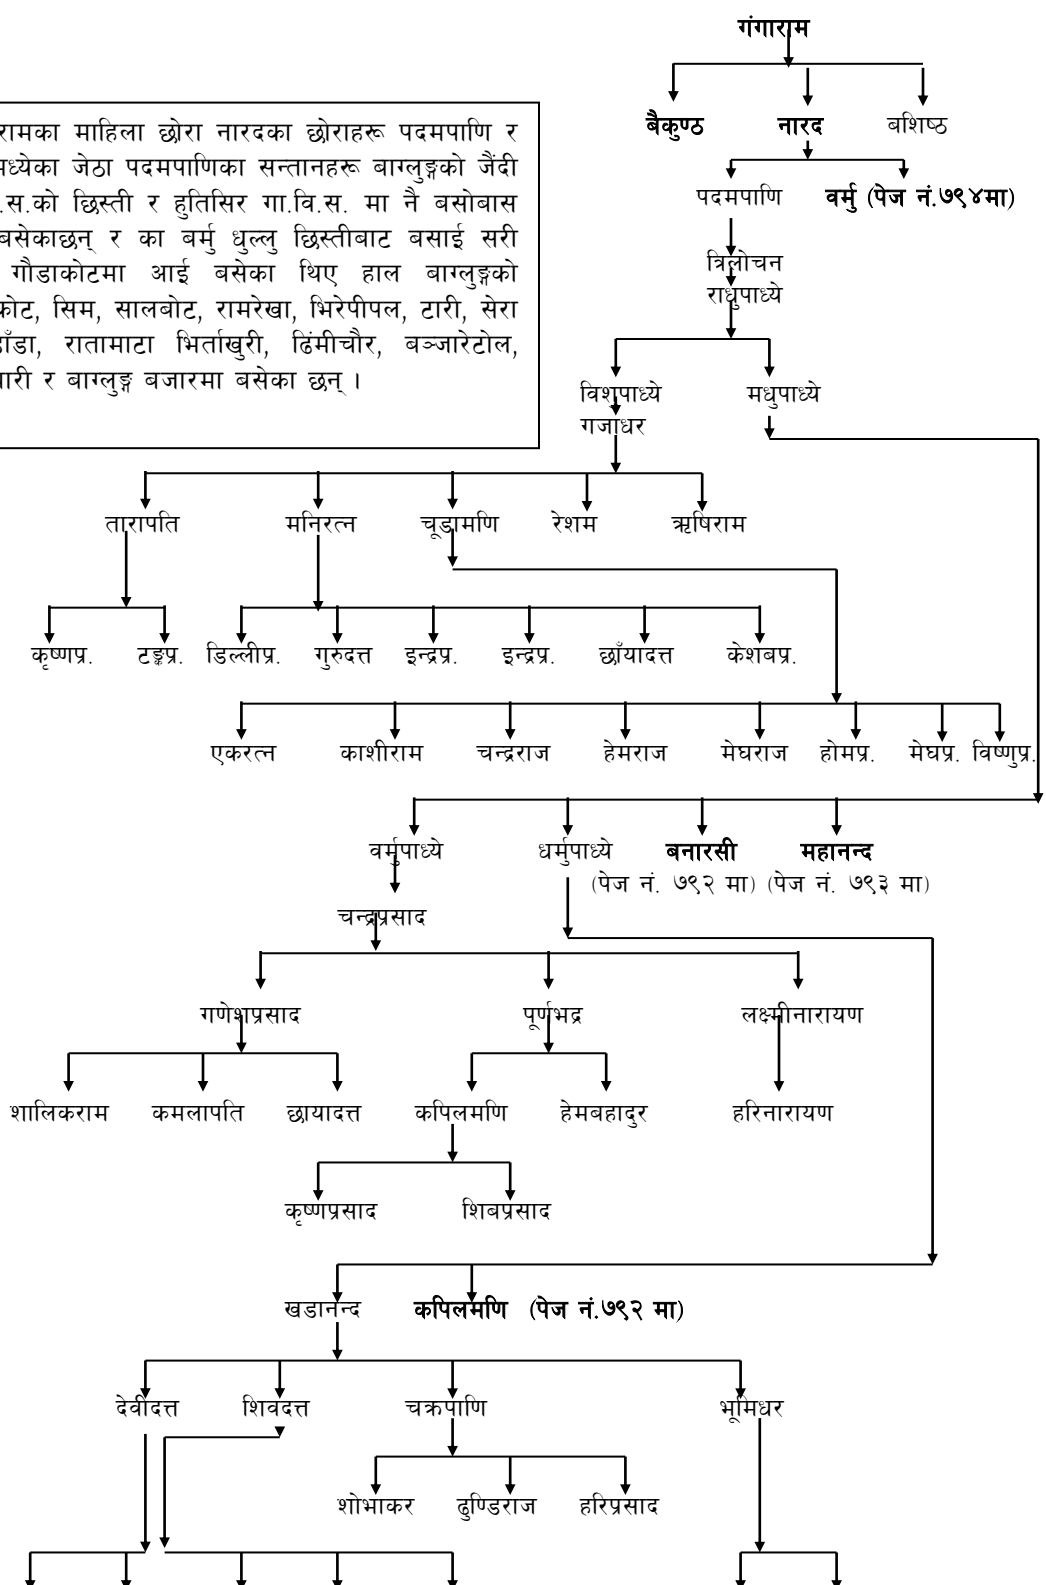 गंगाराम
बैकुण्ठ नारद बशिष्ठ
रामका माहिला छोरा नारदका छोराहरू पदमपाणि र
मध्येका जेठा पदमपाणिका सन्तानहरू बाग्लुङ्गको जैंदी
.स.को छिस्ती र हुतिसिर गा.वि.स. मा नै बसोबास
बसेकाछन् र का बर्मु धुल्लु छिस्तीबाट बसाई सरी
गौडाकोटमा आई बसेका थिए हाल बाग्लुङ्गको
कोट, सिम, सालबोट, रामरेखा, भिरेपीपल, टारी, सेरा
डाँडा, रातामाटा भिर्ताखुरी, ढिंमीचौर, बञ्जारेटोल,
बारी र बाग्लुङ्ग बजारमा बसेका छन् ।
पदमपाणि वर्मु (पेज नं.७९४मा)
त्रिलोचन
राधुपाध्ये
विशुपाध्ये मधुपाध्ये
गजाधर
तारापति मनिरत्न चूडामणि रेशम ऋषिराम
कृष्णप्र. टङ्कप्र. डिल्लीप्र. गुरुदत्त इन्द्रप्र. इन्द्रप्र. छाँयादत्त केशबप्र.
एकरत्न काशीराम चन्द्रराज हेमराज मेघराज होमप्र. मेघप्र. विष्णुप्र.
वर्मुपाध्ये धर्मुपाध्ये बनारसी महानन्द
(पेज नं. ७९२ मा) (पेज नं. ७९३ मा)
चन्द्रप्रसाद
गणेशप्रसाद पूर्णभद्र लक्ष्मीनारायण
शालिकराम कमलापति छायादत्त कपिलमणि हेमबहादुर हरिनारायण
कृष्णप्रसाद शिबप्रसाद
खडानन्द कपिलमणि (पेज नं.७९२ मा)
देवीदत्त शिवदत्त चक्रपाणि भूमिधर
शोभाकर ढुण्डिराज हरिप्रसाद